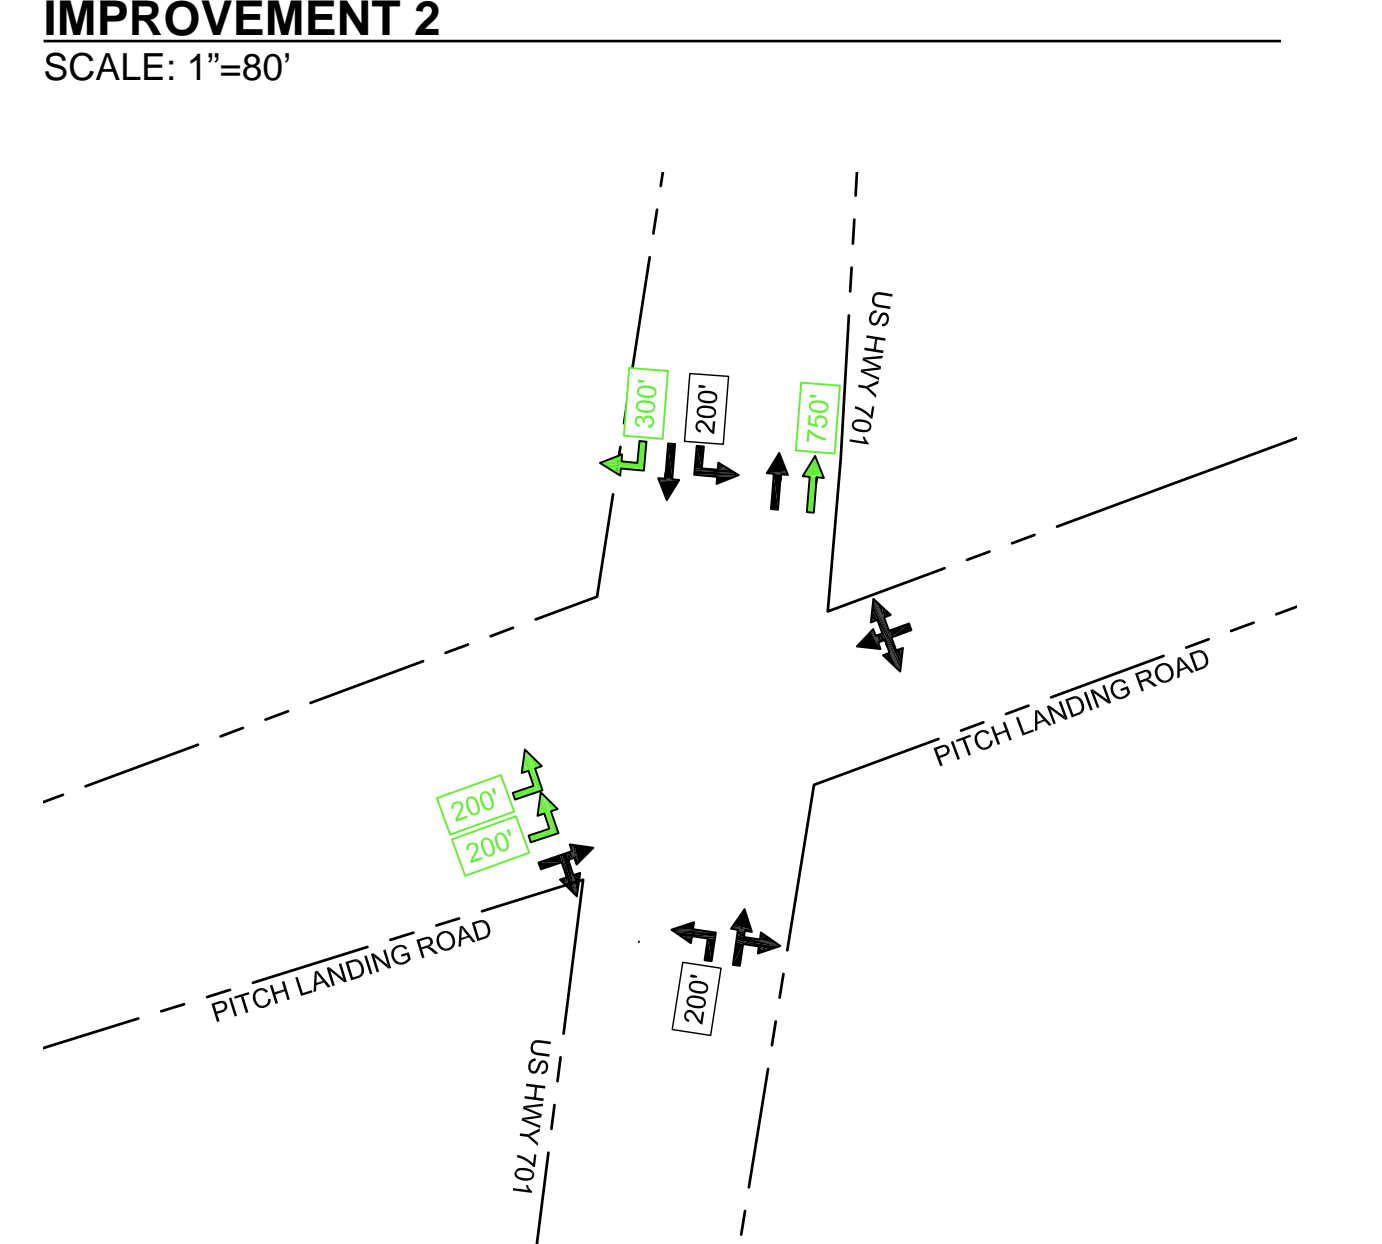 IMPROVEMENT 2
SCALE: 1”=80’
US HWY 701
300'
200'
750'
PITCH LANDING ROAD
200'
200'
PITCH LANDING ROAD
200'
US HWY 701